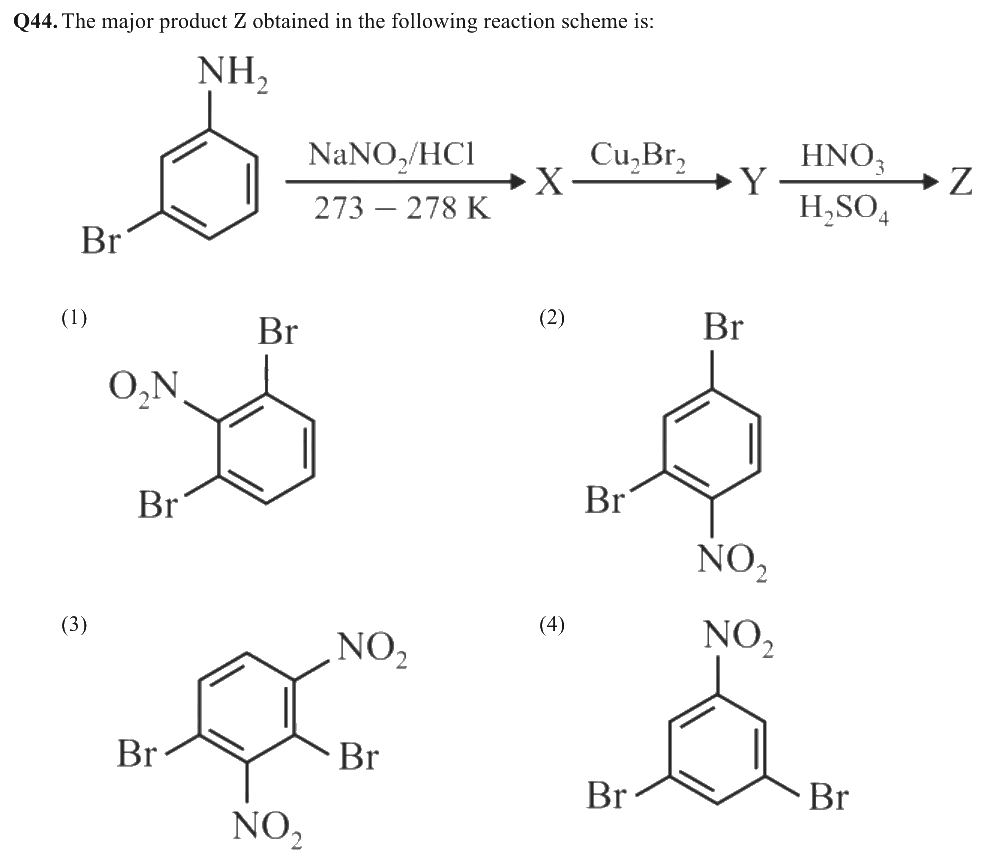 Q44. The major product Z obtained in the following reaction scheme is:
NH₂
NaNO₂/HCl
Cu₂Br₂
HNO₃
X
Y
Z
273 – 278 K
H₂SO₄
Br
(1)
(2)
Br
Br
O₂N
Br
Br
NO₂
(3)
(4)
NO₂
NO₂
Br
Br
Br
Br
NO₂